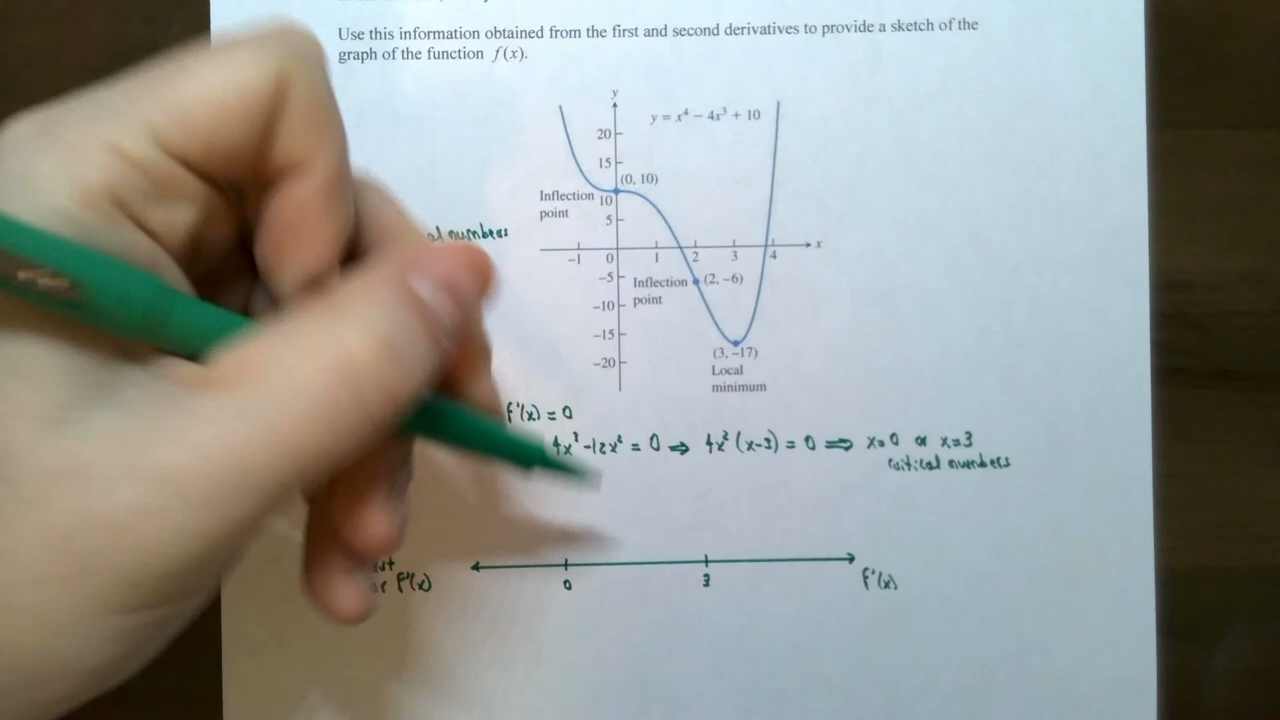 Use this information obtained from the first and second derivatives to provide a sketch of the
graph of the function f(x).
y
y = x⁴ − 4x³ + 10
20
15
(0, 10)
Inflection
point
10
5
al numbers
−1 0 1 2 3 4 x
−5
Inflection
point
(2, −6)
−10
−15
−20
(3, −17)
Local
minimum
f'(x) = 0
4x³ -12x² = 0 ⇒ 4x² (x-3) = 0 ⇒ x=0 or x=3
critical numbers
f'(x)
0
3
f'(x)